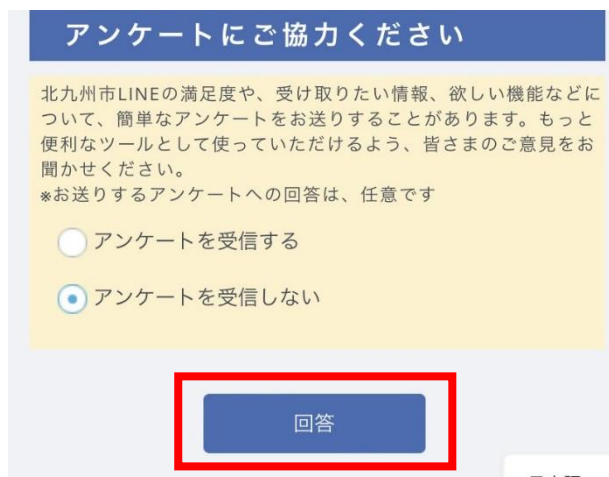 アンケートにご協力ください
北九州市LINEの満足度や、受け取りたい情報、欲しい機能などに
ついて、簡単なアンケートをお送りすることがあります。もっと
便利なツールとして使っていただけるよう、皆さまのご意見をお
聞かせください。
※お送りするアンケートへの回答は、任意です
アンケートを受信する
アンケートを受信しない
回答